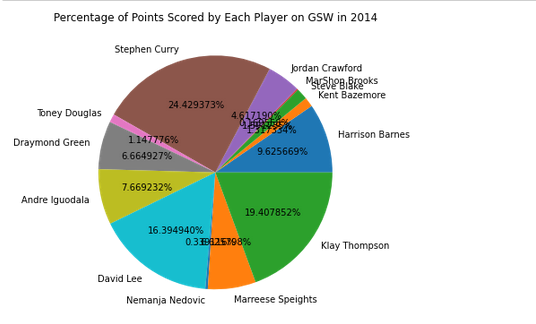 Percentage of Points Scored by Each Player on GSW in 2014
Stephen Curry
Jordan Crawford
MarShon Brooks
Steve Blake
Kent Bazemore
Harrison Barnes
Klay Thompson
Marreese Speights
Nemanja Nedovic
David Lee
Andre Iguodala
Draymond Green
Toney Douglas
24.429373%
4.617190%
1.317334%
9.625669%
19.407852%
16.394940%
7.669232%
6.664927%
1.147776%